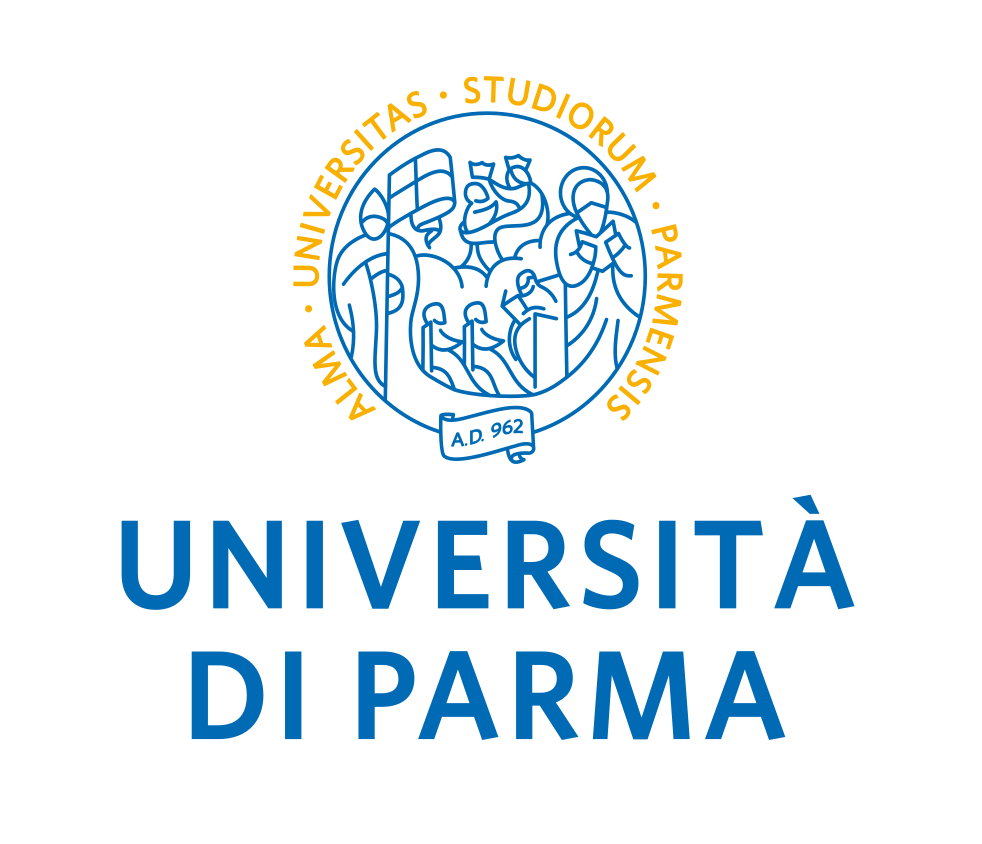 ALMA · UNIVERSITAS · STUDIORUM · PARMENSIS
A.D. 962
UNIVERSITÀ
DI PARMA